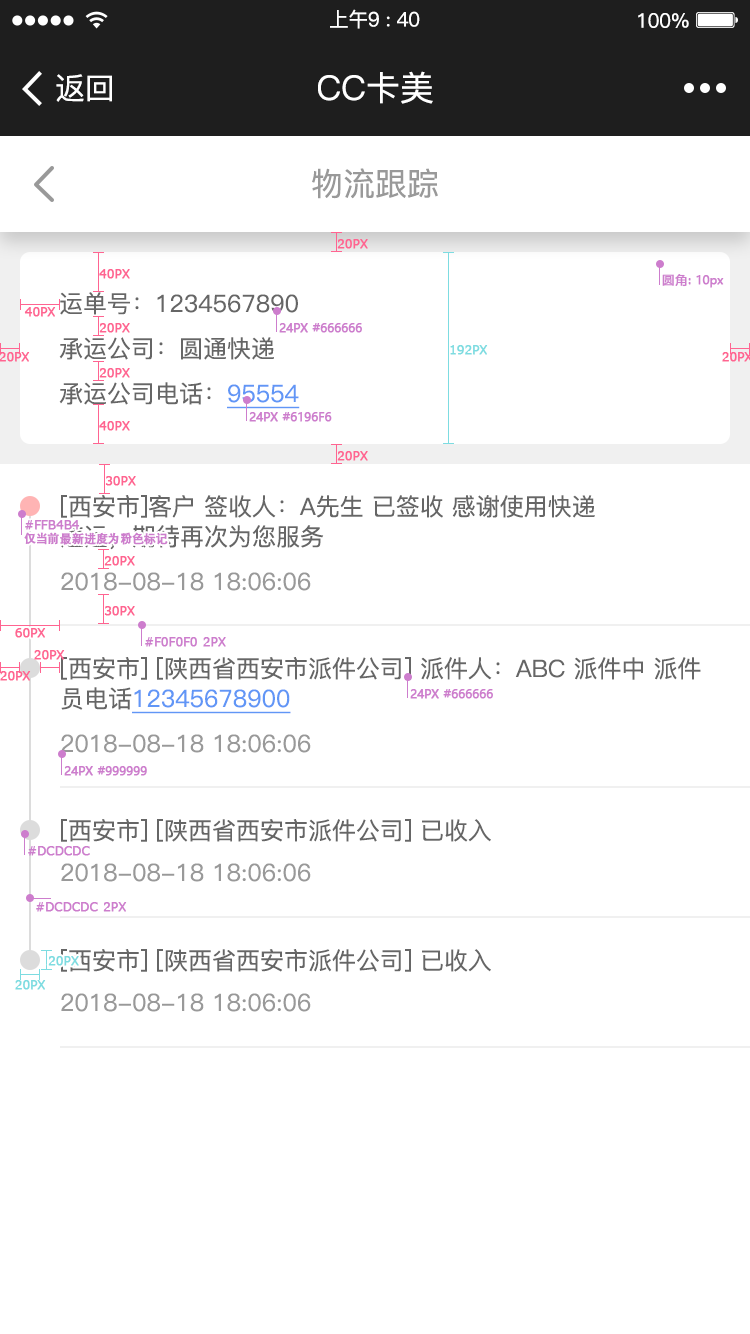 上午9 : 40
100%
返回
CC卡美
物流跟踪
20PX
40PX
圆角: 10px
40PX
运单号：1234567890
20PX
24PX #666666
承运公司：圆通快递
192PX
20PX
20PX
20PX
承运公司电话：95554
24PX #6196F6
40PX
20PX
30PX
[西安市]客户 签收人：A先生 已签收 感谢使用快递
#FFB4B4
仅当前最新进度为粉色标记
期待再次为您服务
20PX
2018-08-18 18:06:06
30PX
60PX
#F0F0F0 2PX
20PX
20PX
[西安市] [陕西省西安市派件公司] 派件人：ABC 派件中 派件
24PX #666666
员电话12345678900
2018-08-18 18:06:06
24PX #999999
[西安市] [陕西省西安市派件公司] 已收入
#DCDCDC
2018-08-18 18:06:06
#DCDCDC 2PX
20PX
[西安市] [陕西省西安市派件公司] 已收入
20PX
2018-08-18 18:06:06